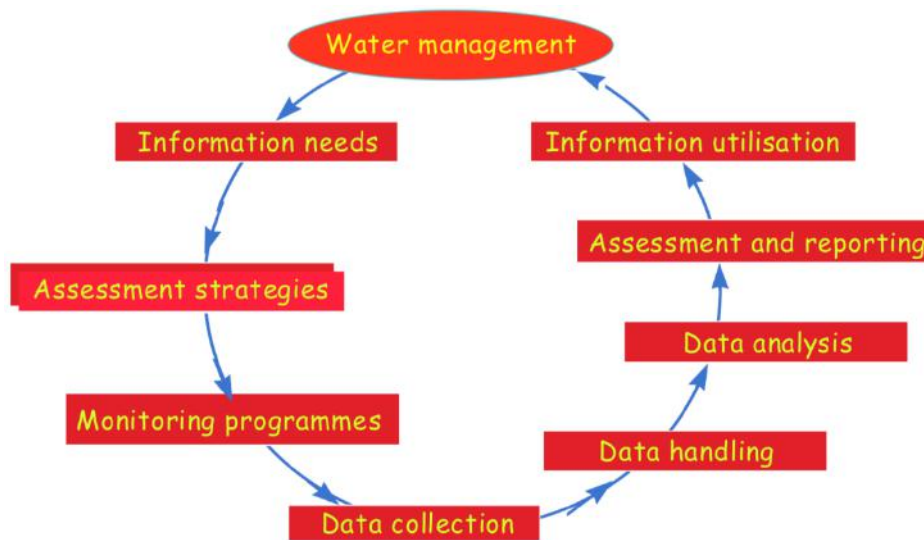 Water management
Information needs
Information utilisation
Assessment and reporting
Assessment strategies
Data analysis
Monitoring programmes
Data handling
Data collection